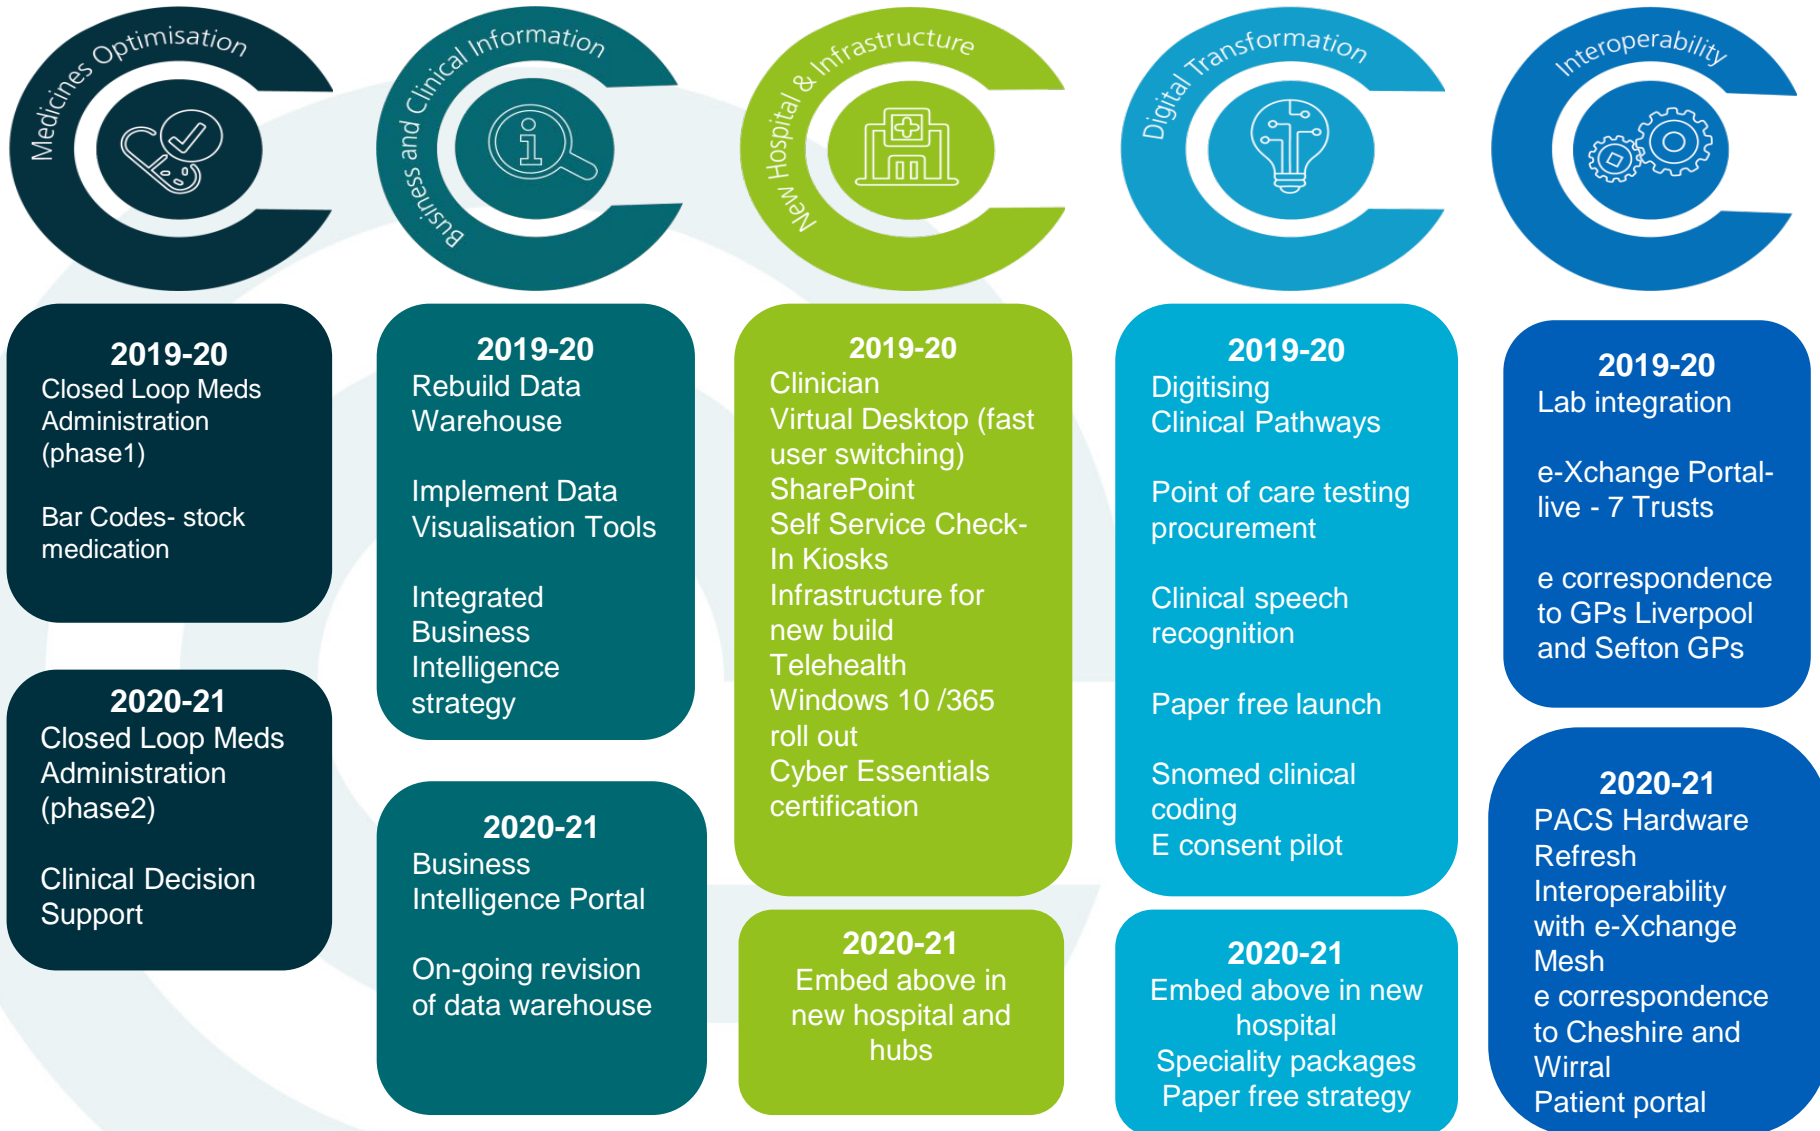 Medicines Optimisation
Business and Clinical Information
New Hospital & Infrastructure
Digital Transformation
Interoperability
2019-20
Closed Loop Meds
Administration
(phase1)
Bar Codes- stock
medication
2020-21
Closed Loop Meds
Administration
(phase2)
Clinical Decision
Support
2019-20
Rebuild Data
Warehouse
Implement Data
Visualisation Tools
Integrated
Business
Intelligence
strategy
2020-21
Business
Intelligence Portal
On-going revision
of data warehouse
2019-20
Clinician
Virtual Desktop (fast
user switching)
SharePoint
Self Service Check-
In Kiosks
Infrastructure for
new build
Telehealth
Windows 10 /365
roll out
Cyber Essentials
certification
2020-21
Embed above in
new hospital and
hubs
2019-20
Digitising
Clinical Pathways
Point of care testing
procurement
Clinical speech
recognition
Paper free launch
Snomed clinical
coding
E consent pilot
2020-21
Embed above in new
hospital
Speciality packages
Paper free strategy
2019-20
Lab integration
e-Xchange Portal-
live - 7 Trusts
e correspondence
to GPs Liverpool
and Sefton GPs
2020-21
PACS Hardware
Refresh
Interoperability
with e-Xchange
Mesh
e correspondence
to Cheshire and
Wirral
Patient portal